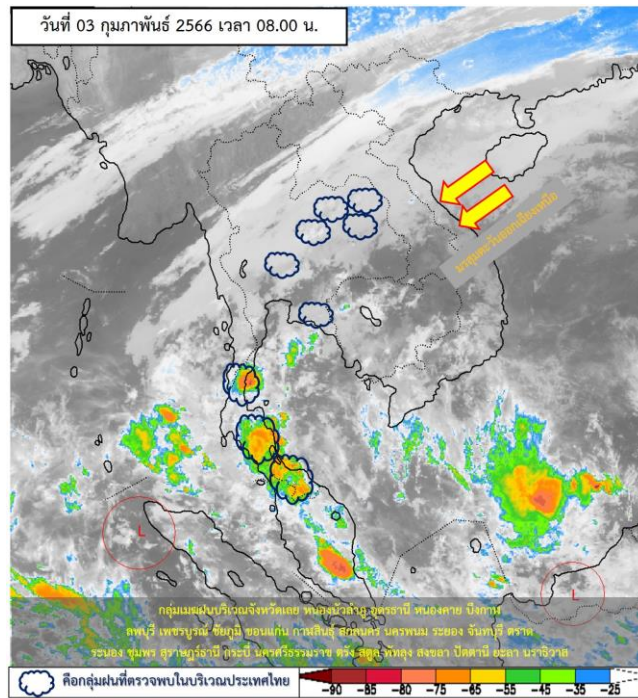 วันที่ 03 กุมภาพันธ์ 2566 เวลา 08.00 น.
มรสุมตะวันออกเฉียงเหนือ
L
L
กลุ่มเมฆฝนบริเวณจังหวัดเลย หนองบัวลำภู อุดรธานี หนองคาย บึงกาฬ
ลพบุรี เพชรบูรณ์ ชัยภูมิ ขอนแก่น กาฬสินธุ์ สกลนคร นครพนม ระยอง จันทบุรี ตราด
ระนอง ชุมพร สุราษฎร์ธานี กระบี่ นครศรีธรรมราช ตรัง สตูล พัทลุง สงขลา ปัตตานี ยะลา นราธิวาส
คือกลุ่มฝนที่ตรวจพบในบริเวณประเทศไทย
-90 -85 -80 -75 -65 -55 -45 -35 -25